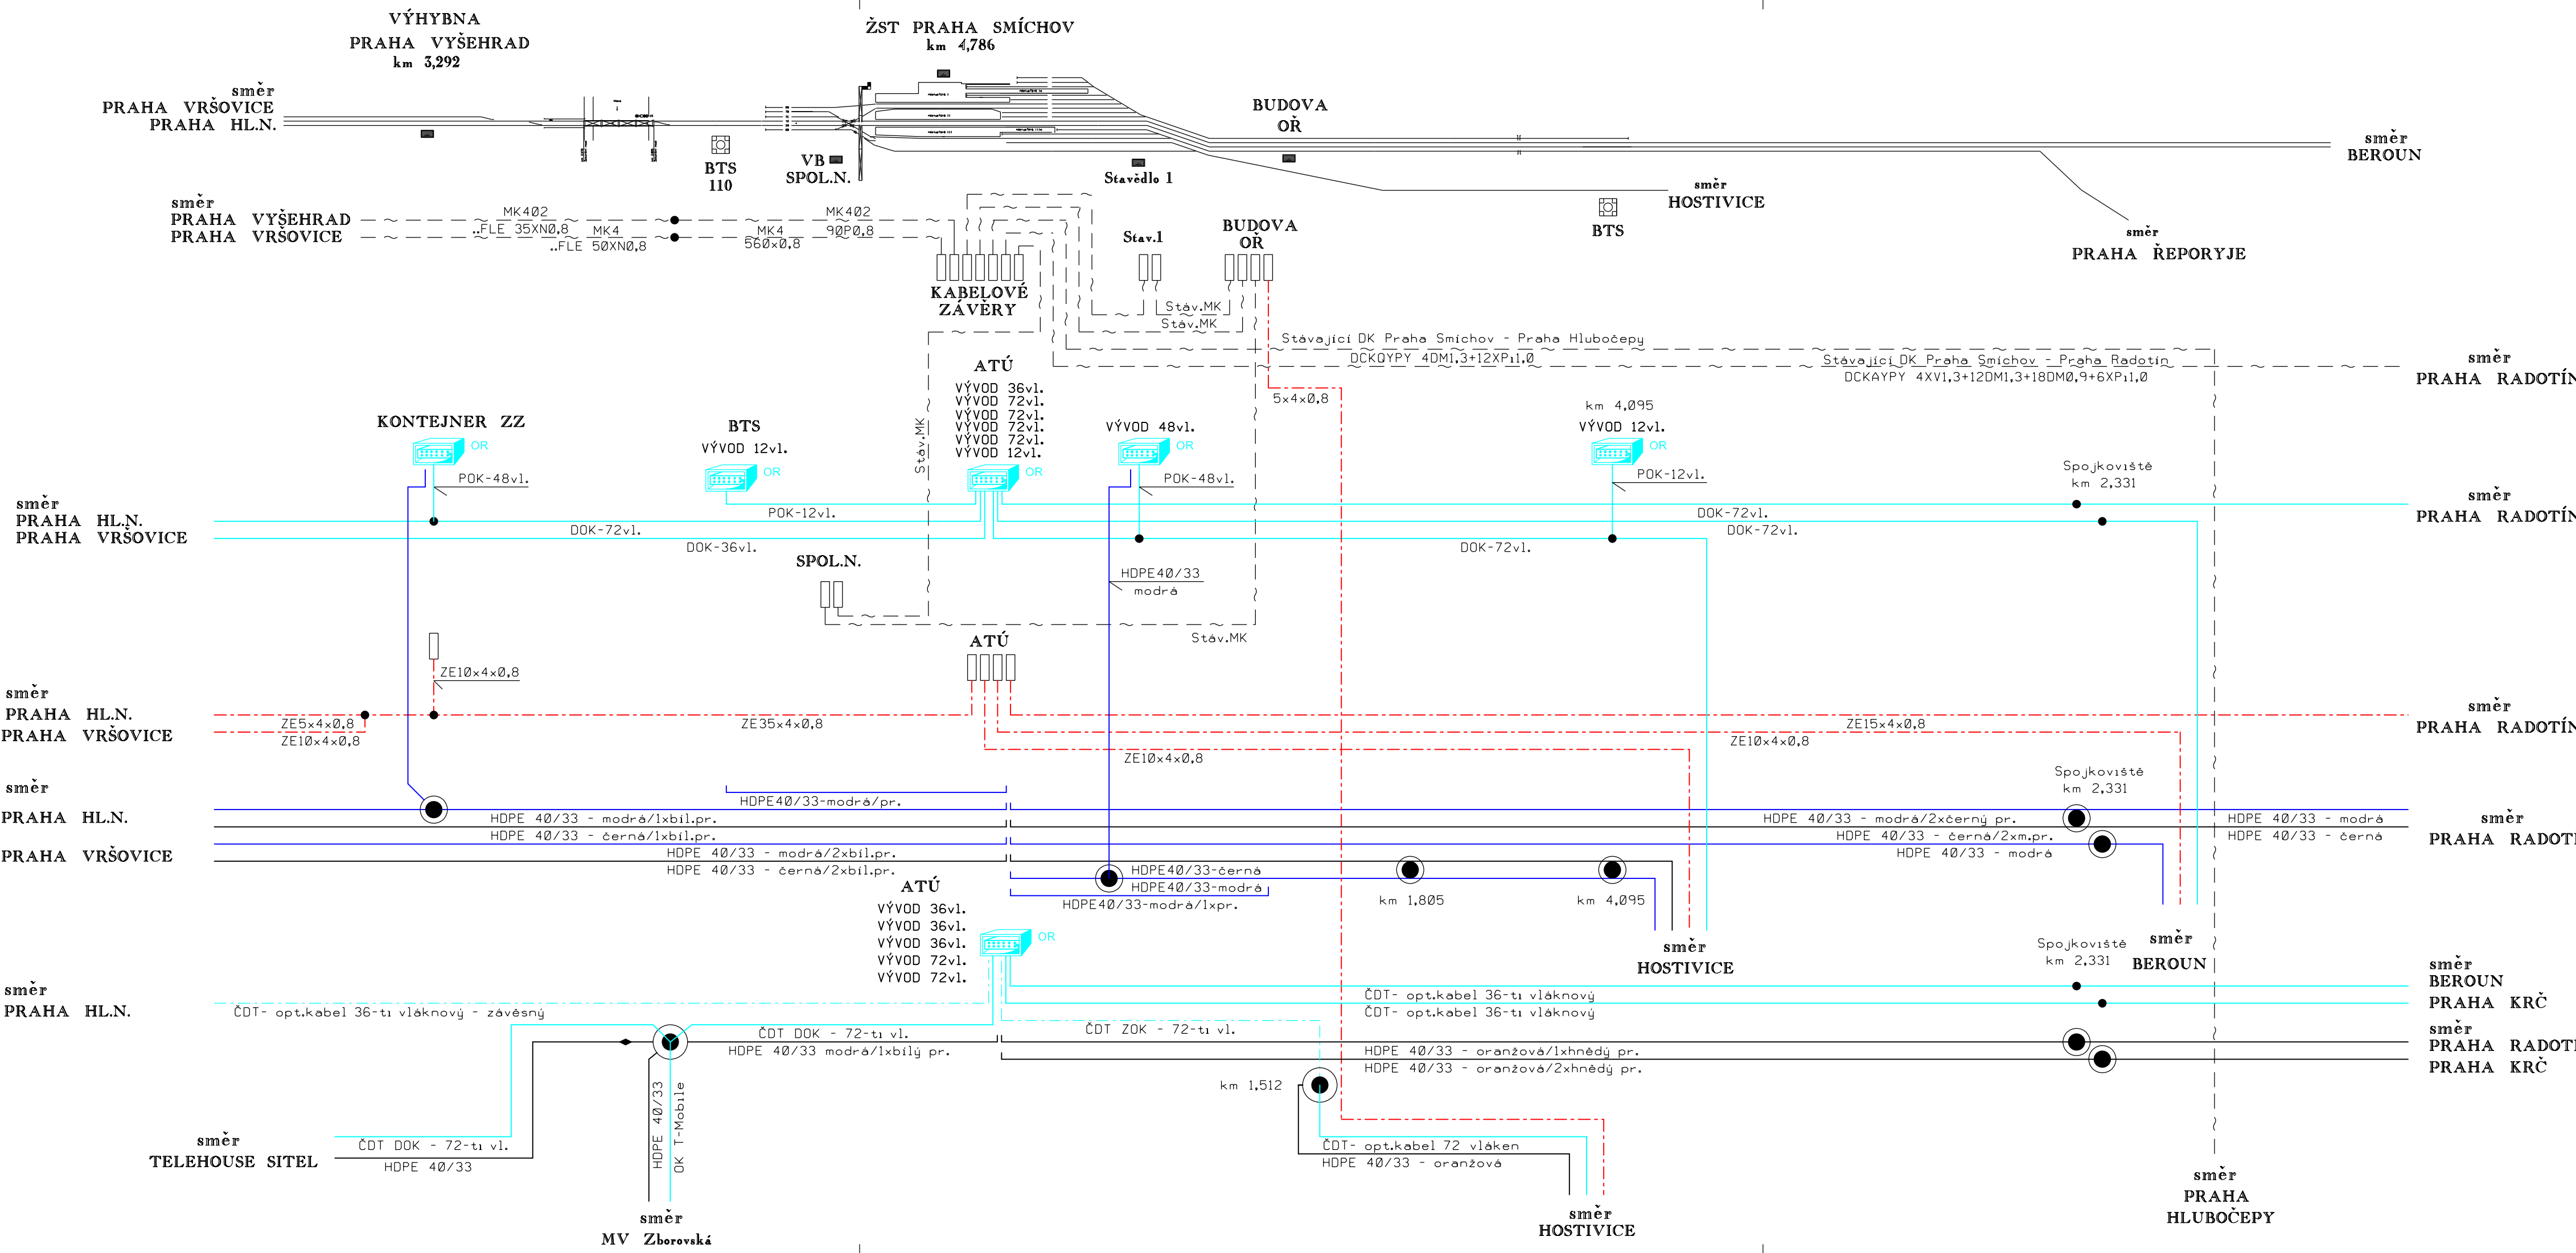 VÝHYBNA
PRAHA VYŠEHRAD
km 3,292
ŽST PRAHA SMÍCHOV
km 4,786
směr
PRAHA VRŠOVICE
PRAHA HL.N.
BTS
110
VB
SPOL.N.
Stavědlo 1
BUDOVA
OŘ
směr
BEROUN
směr
HOSTIVICE
BTS
směr
PRAHA ŘEPORYJE
směr
PRAHA VYŠEHRAD
PRAHA VRŠOVICE
MK402
..FLE 35XN0,8
MK4
..FLE 50XN0,8
MK402
90P0,8
MK4
560x0,8
KABELOVÉ
ZÁVĚRY
Stav.1
BUDOVA
OŘ
Stáv.MK
Stáv.MK
Stávající DK Praha Smíchov - Praha Hlubočepy
DCKQYPY 4DM1,3+12XPi1,0
Stávající DK Praha Smíchov - Praha Radotín
DCKAYPY 4XV1,3+12DM1,3+18DM0,9+6XPi1,0
směr
PRAHA RADOTÍN
5x4x0,8
ATÚ
VÝVOD 36vl.
VÝVOD 72vl.
VÝVOD 72vl.
VÝVOD 72vl.
VÝVOD 72vl.
VÝVOD 12vl.
OR
KONTEJNER ZZ
OR
POK-48vl.
BTS
VÝVOD 12vl.
OR
POK-12vl.
Stáv.MK
VÝVOD 48vl.
OR
POK-48vl.
km 4,095
VÝVOD 12vl.
OR
POK-12vl.
Spojkoviště
km 2,331
směr
PRAHA HL.N.
PRAHA VRŠOVICE
DOK-72vl.
DOK-36vl.
DOK-72vl.
DOK-72vl.
DOK-72vl.
směr
PRAHA RADOTÍN
SPOL.N.
HDPE40/33
modrá
Stáv.MK
ATÚ
ZE10x4x0,8
směr
PRAHA HL.N.
PRAHA VRŠOVICE
ZE5x4x0,8
ZE10x4x0,8
ZE35x4x0,8
ZE15x4x0,8
ZE10x4x0,8
ZE10x4x0,8
směr
PRAHA RADOTÍN
směr
PRAHA HL.N.
PRAHA VRŠOVICE
HDPE40/33-modrá/pr.
HDPE 40/33 - modrá/1xbíl.pr.
HDPE 40/33 - černá/1xbíl.pr.
HDPE 40/33 - modrá/2xbíl.pr.
HDPE 40/33 - černá/2xbíl.pr.
Spojkoviště
km 2,331
HDPE 40/33 - modrá/2xčerný pr.
HDPE 40/33 - černá/2xm.pr.
HDPE 40/33 - modrá
HDPE 40/33 - modrá
HDPE 40/33 - černá
směr
PRAHA RADOTÍ
HDPE40/33-černá
HDPE40/33-modrá
HDPE40/33-modrá/1xpr.
km 1,805
km 4,095
směr
HOSTIVICE
směr
BEROUN
ATÚ
VÝVOD 36vl.
VÝVOD 36vl.
VÝVOD 36vl.
VÝVOD 72vl.
VÝVOD 72vl.
OR
Spojkoviště
km 2,331
směr
PRAHA HL.N.
ČDT- opt.kabel 36-ti vláknový - závěsný
ČDT- opt.kabel 36-ti vláknový
ČDT- opt.kabel 36-ti vláknový
směr
BEROUN
PRAHA KRČ
směr
PRAHA RADOTÍ
PRAHA KRČ
ČDT DOK - 72-ti vl.
HDPE 40/33 modrá/1xbílý pr.
ČDT ZOK - 72-ti vl.
HDPE 40/33 - oranžová/1xhnědý pr.
HDPE 40/33 - oranžová/2xhnědý pr.
km 1,512
směr
TELEHOUSE SITEL
ČDT DOK - 72-ti vl.
HDPE 40/33
HDPE 40/33
OK T-Mobile
ČDT- opt.kabel 72 vláken
HDPE 40/33 - oranžová
směr
MV Zborovská
směr
HOSTIVICE
směr
PRAHA
HLUBOČEPY